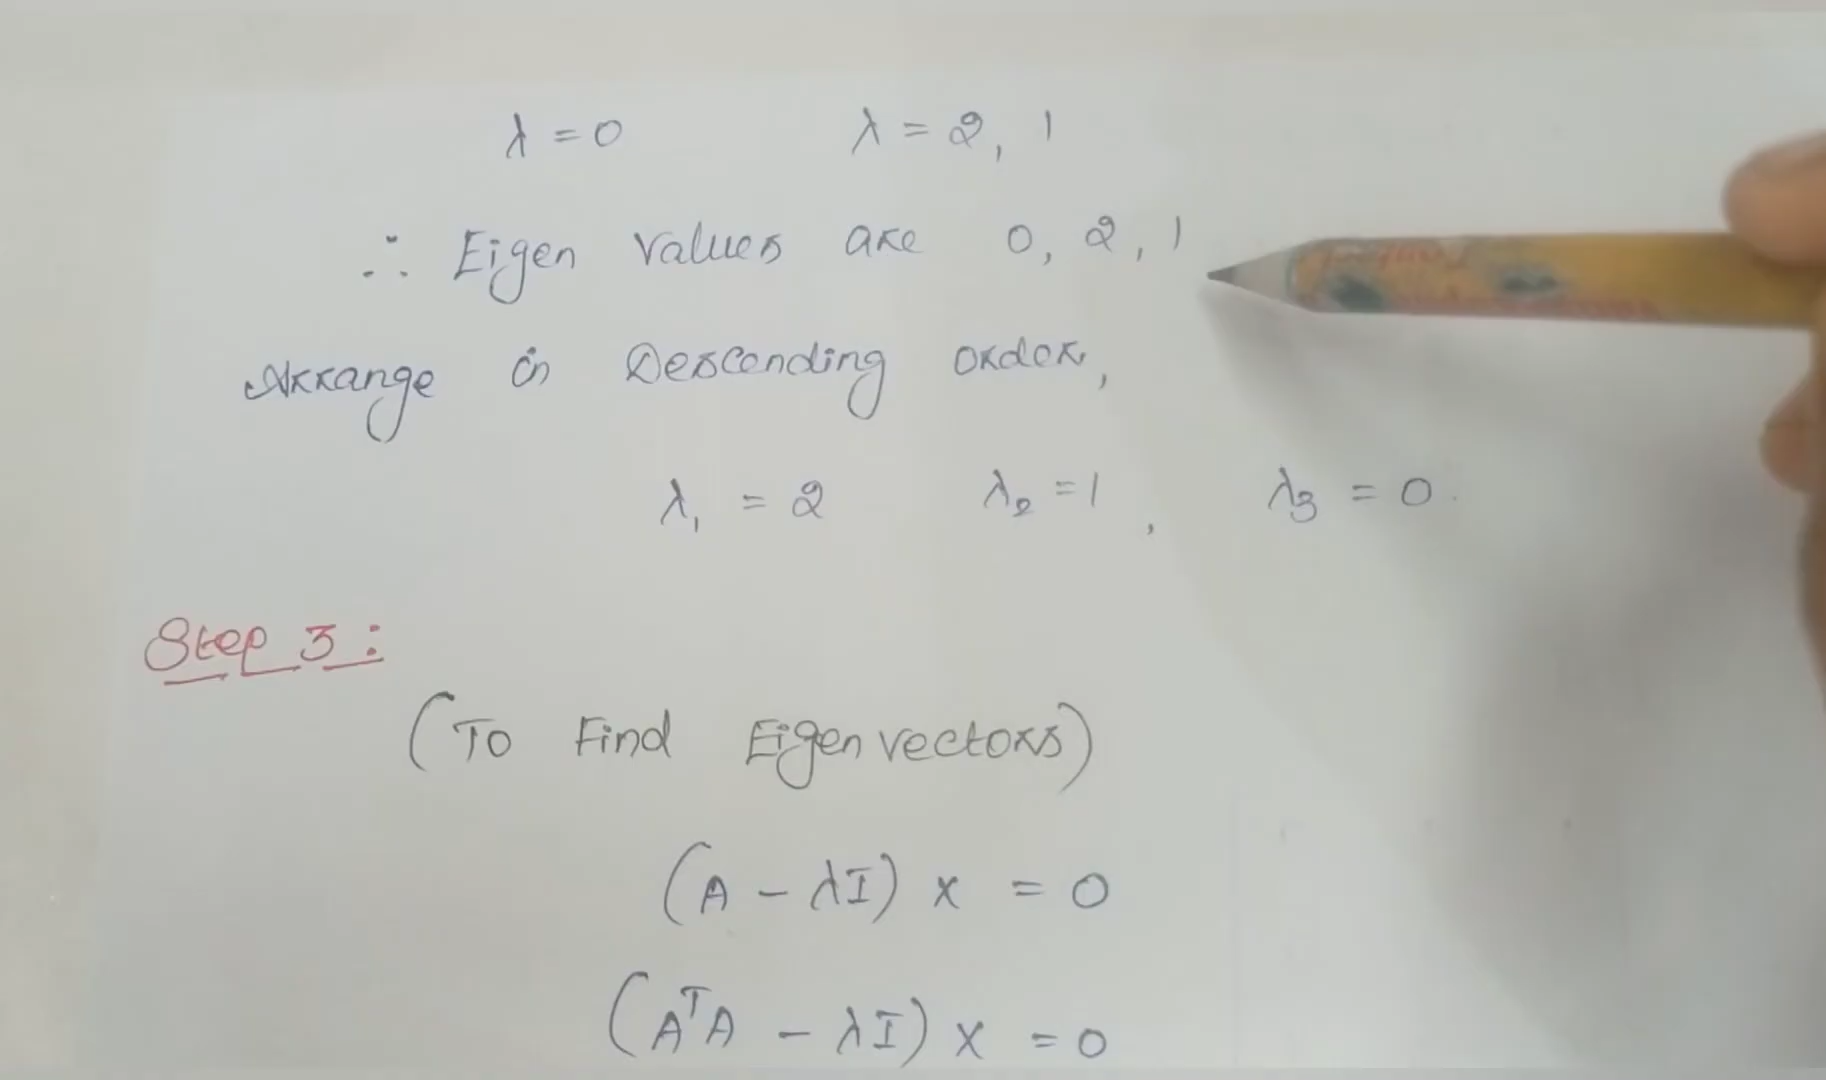 λ = 0 λ = 2, 1
∴ Eigen values are 0, 2, 1
Arrange in Descending order,
λ₁ = 2 λ₂ = 1 , λ₃ = 0.
Step 3:
(To Find Eigen vectors)
(A - λI) x = 0
(AᵀA - λI) x = 0